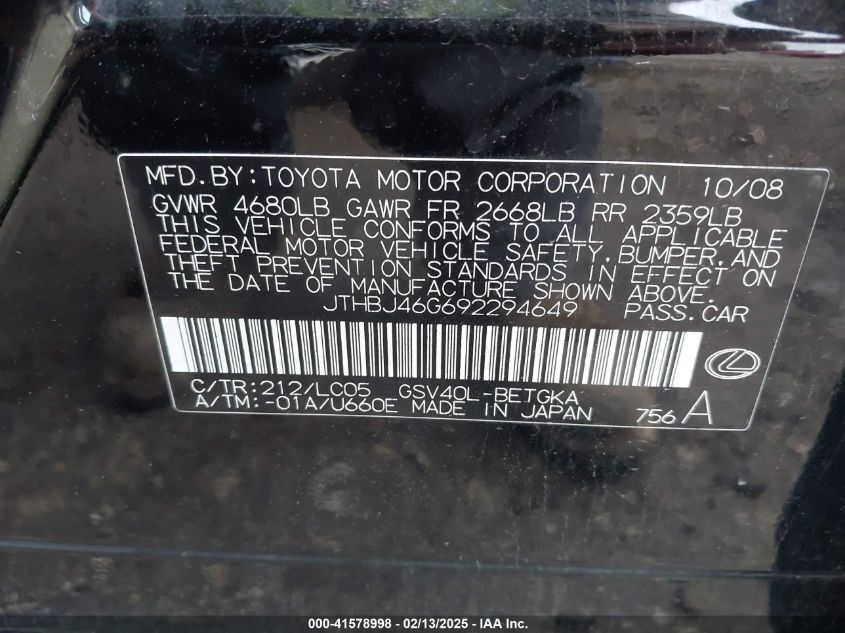 MFD.BY:TOYOTA MOTOR CORPORATION 10/08
GVWR 4680LB GAWR FR 2668LB RR 2359LB
THIS VEHICLE CONFORMS TO ALL APPLICABLE
FEDERAL MOTOR VEHICLE SAFETY,BUMPER,AND
THEFT PREVENTION STANDARDS IN EFFECT ON
THE DATE OF MANUFACTURE SHOWN ABOVE.
JTHBJ46G692294649 PASS.CAR
C/TR:212/LC05 GSV40L-BETGKA
A/TM:-01A/U660E MADE IN JAPAN 756A
000-41578998 - 02/13/2025 - IAA Inc.